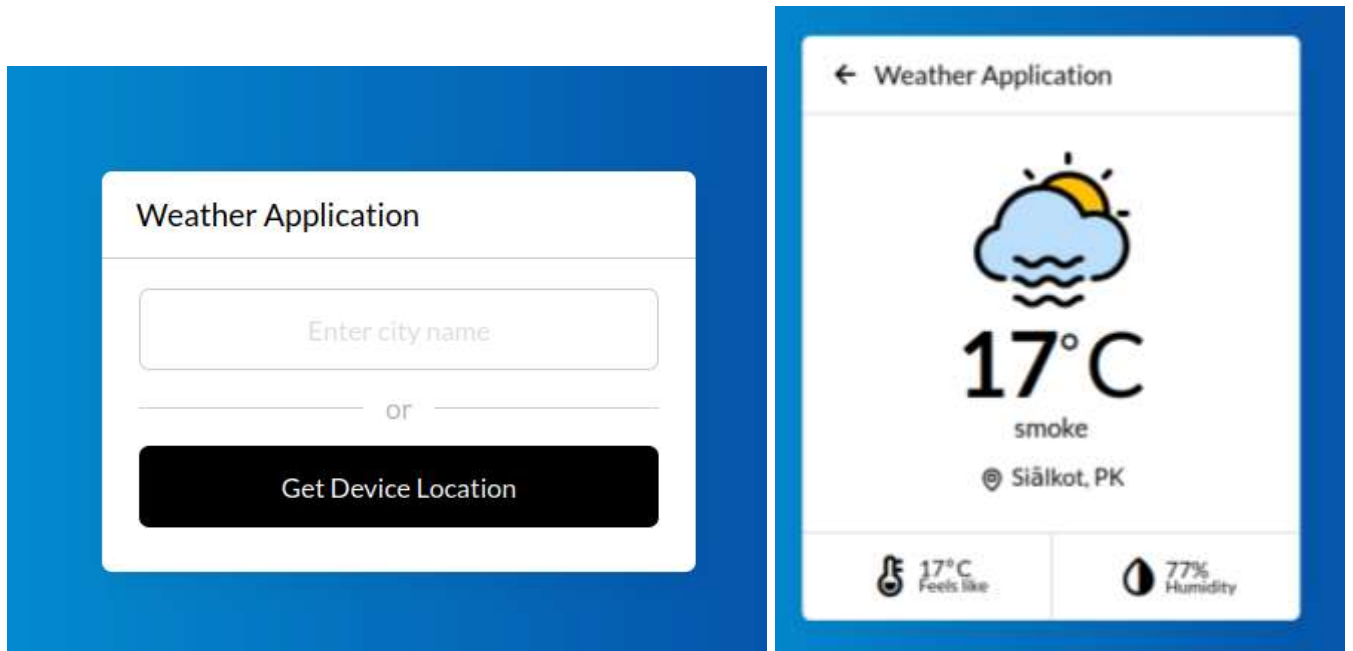 Weather Application
Enter city name
or
Get Device Location
Weather Application
17°C
smoke
Siālkot, PK
17°C
Feels like
77%
Humidity